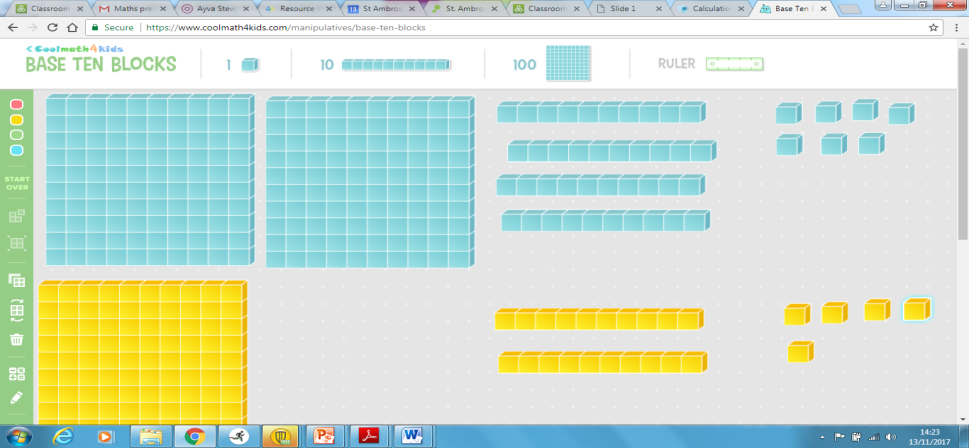 Classroom
Maths pre
Ayva Stev
Resource
St Ambros
St. Ambro
Classroom
Slide 1
Calculatio
Base Ten
Secure | https://www.coolmath4kids.com/manipulatives/base-ten-blocks
< Coolmath4kids
BASE TEN BLOCKS
1
10
100
RULER
START
OVER
14:23
13/11/2017